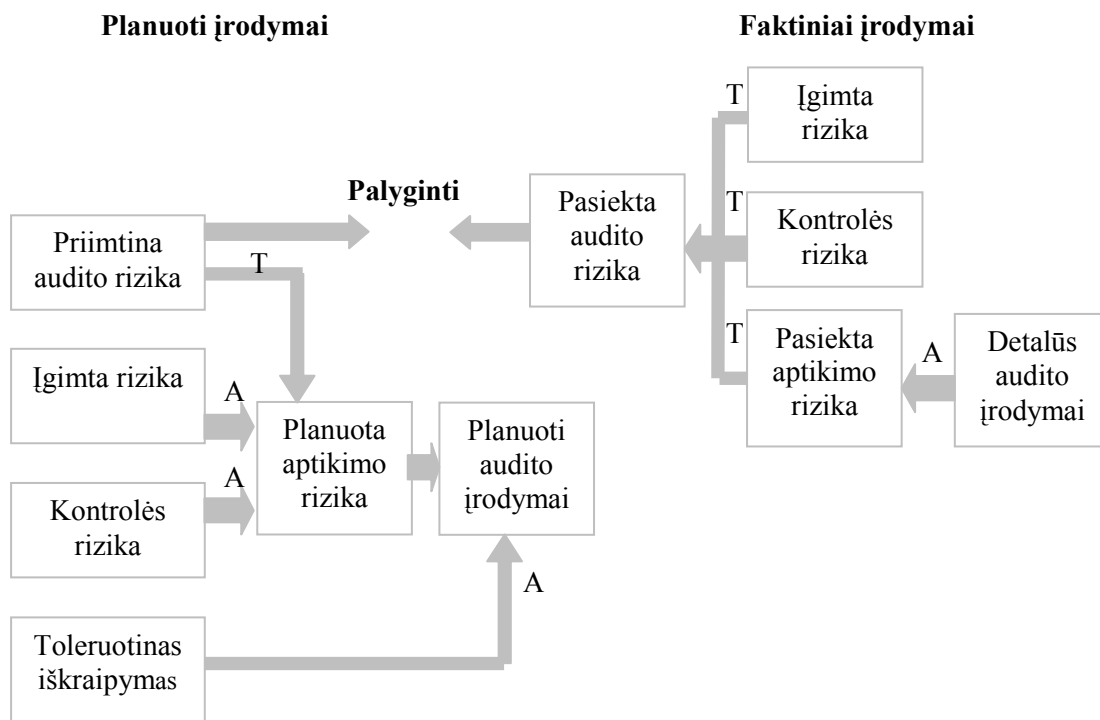 Planuoti įrodymai
Faktiniai įrodymai
T
Įgimta
rizika
Palyginti
Pasiekta
audito
rizika
T
Kontrolės
rizika
Priimtina
audito rizika
T
T
Pasiekta
aptikimo
rizika
A
Detalūs
audito
įrodymai
Įgimta rizika
A
Planuota
aptikimo
rizika
Planuoti
audito
įrodymai
A
Kontrolės
rizika
A
Toleruotinas
iškraipymas